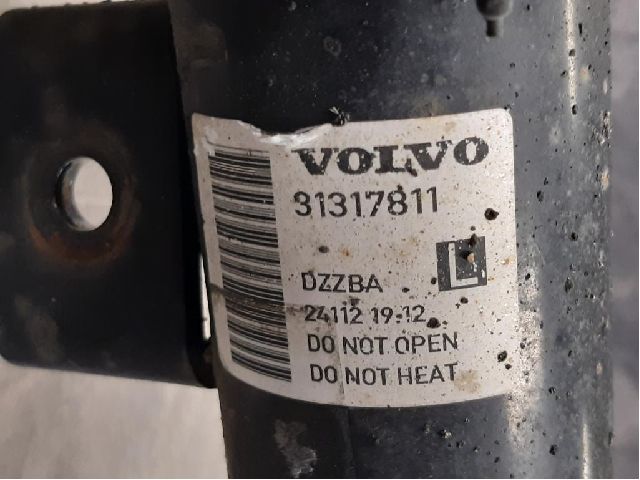 VOLVO
31317811
L
DZZBA
24112 19-12
DO NOT OPEN
DO NOT HEAT